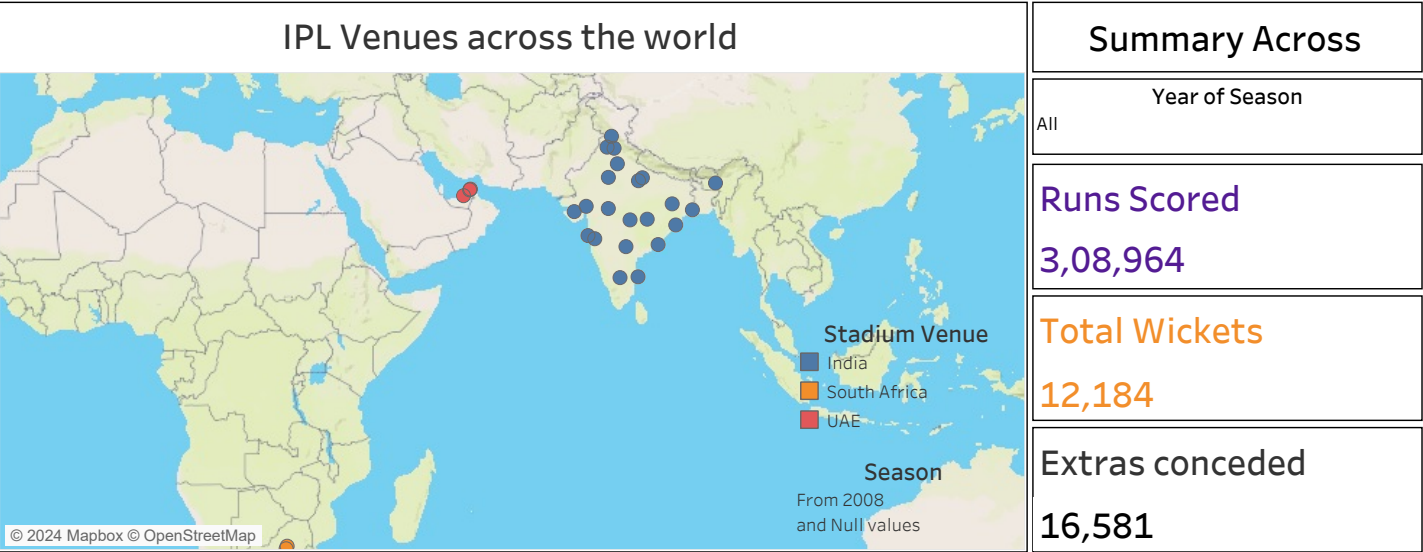 IPL Venues across the world
Stadium Venue
India
South Africa
UAE
Season
From 2008
and Null values
© 2024 Mapbox © OpenStreetMap
Summary Across
Year of Season
All
Runs Scored
3,08,964
Total Wickets
12,184
Extras conceded
16,581